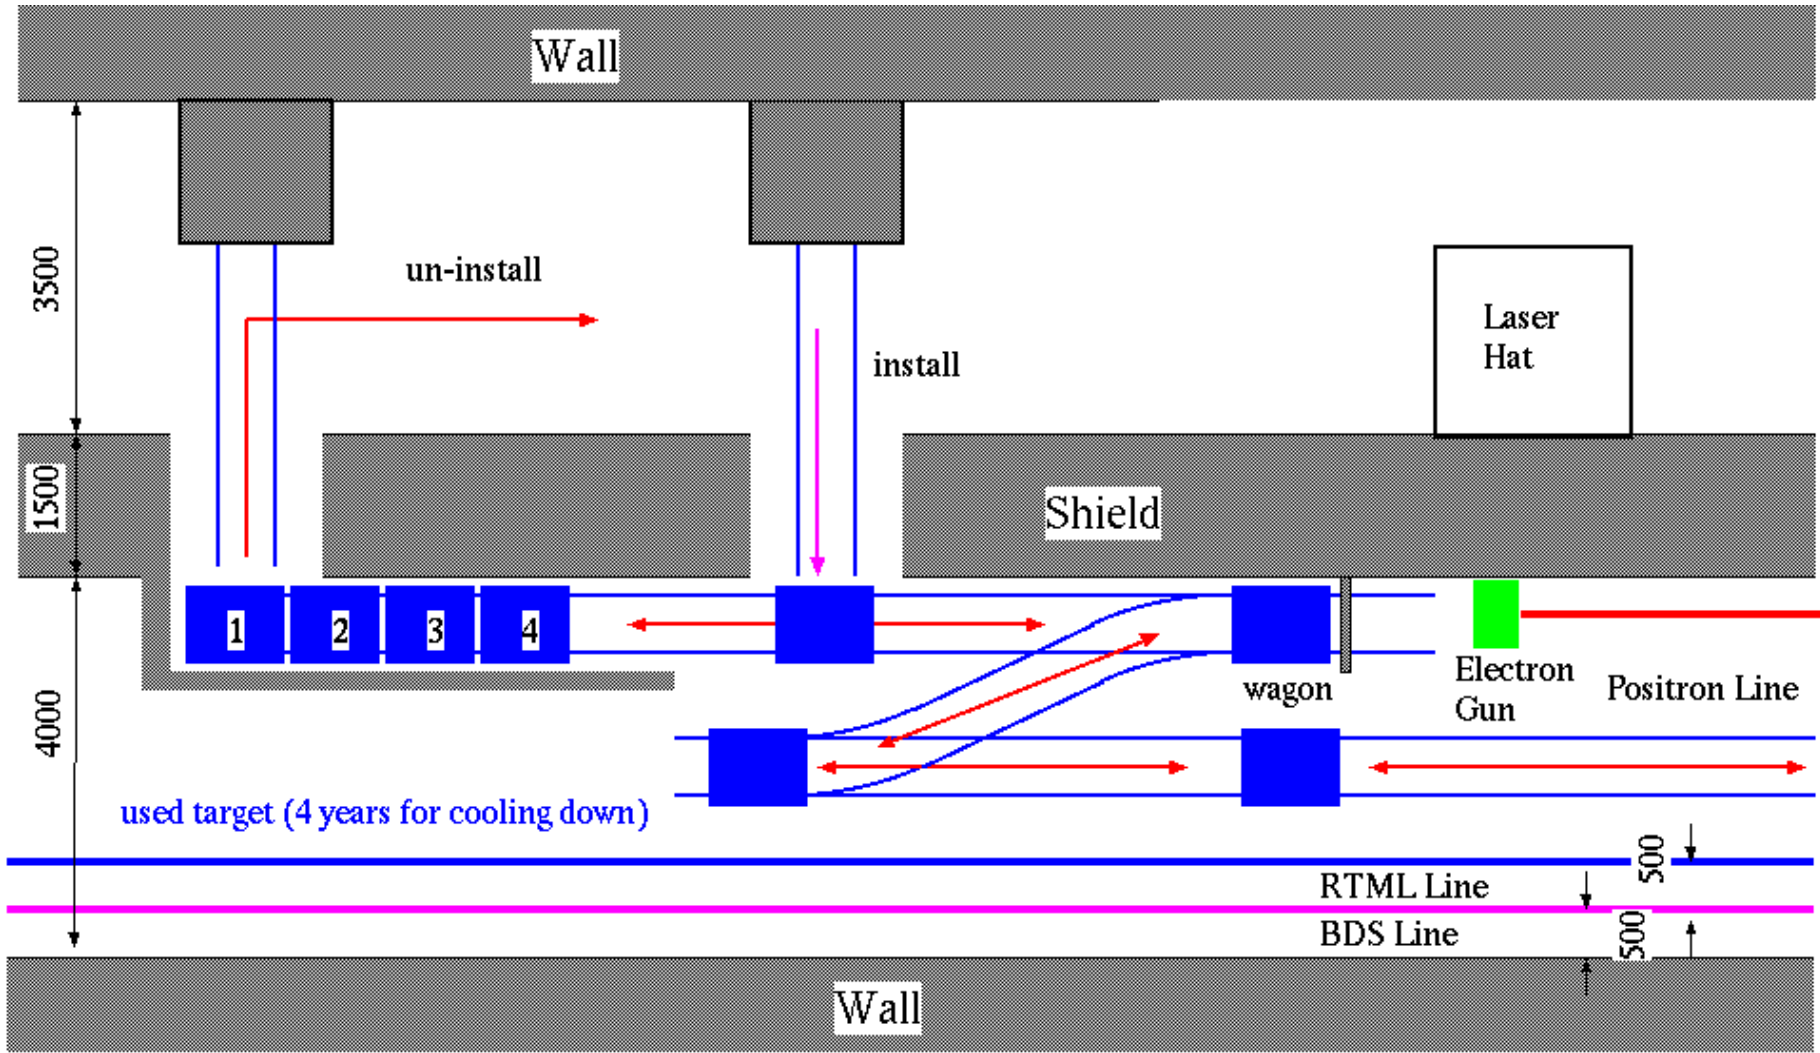 Wall
3500
un-install
install
Laser
Hat
1500
Shield
1
2
3
4
4000
wagon
Electron
Gun
Positron Line
used target (4 years for cooling down)
500
RTML Line
BDS Line
500
Wall